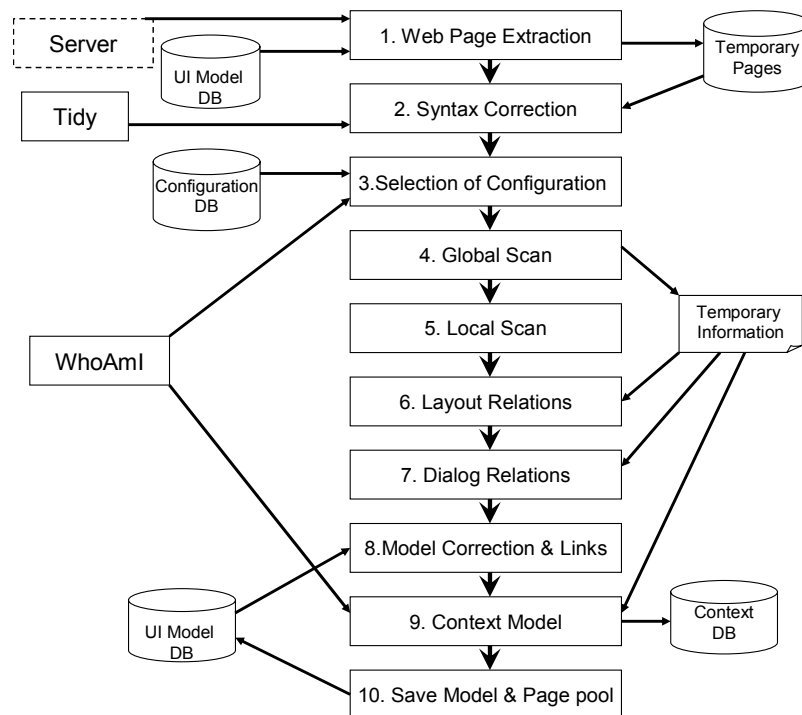 Server
1. Web Page Extraction
Temporary
Pages
UI Model
DB
Tidy
2. Syntax Correction
Configuration
DB
3.Selection of Configuration
4. Global Scan
Temporary
Information
5. Local Scan
WhoAmI
6. Layout Relations
7. Dialog Relations
8.Model Correction & Links
UI Model
DB
9. Context Model
Context
DB
10. Save Model & Page pool